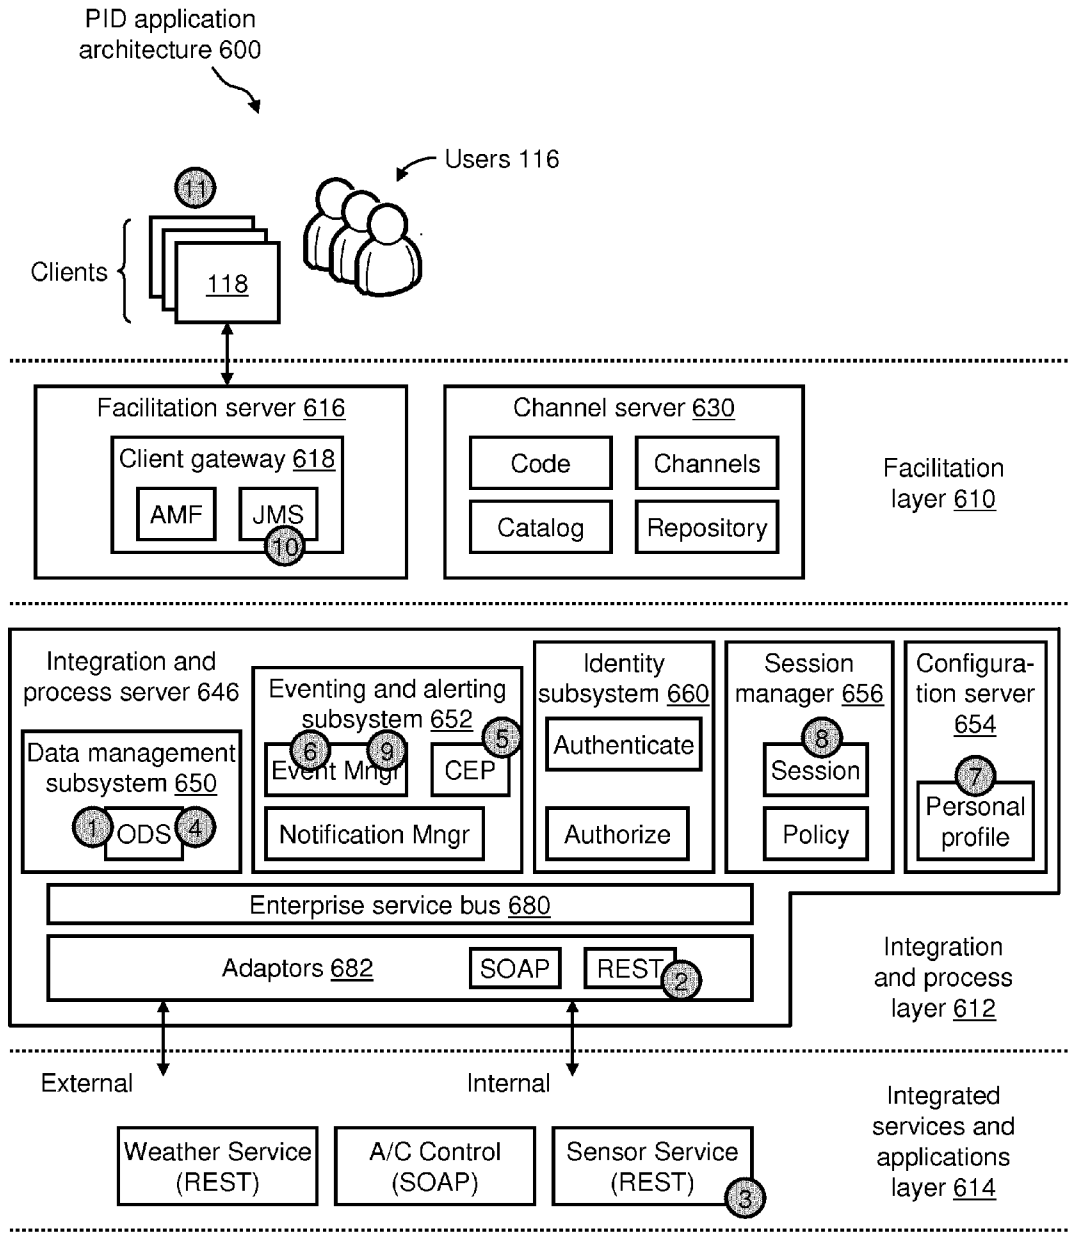 PID application
architecture 600
Users 116
11
Clients
118
Facilitation server 616
Client gateway 618
AMF
JMS
10
Channel server 630
Code
Channels
Catalog
Repository
Facilitation
layer 610
Integration and
process server 646
Data management
subsystem 650
1
ODS
4
Eventing and alerting
subsystem 652
6
9
5
Event Mngr
CEP
Notification Mngr
Identity
subsystem 660
Authenticate
Authorize
Session
manager 656
8
Session
Policy
Configura-
tion server
654
7
Personal
profile
Enterprise service bus 680
Adaptors 682
SOAP
REST
2
Integration
and process
layer 612
External
Internal
Weather Service
(REST)
A/C Control
(SOAP)
Sensor Service
(REST)
3
Integrated
services and
applications
layer 614